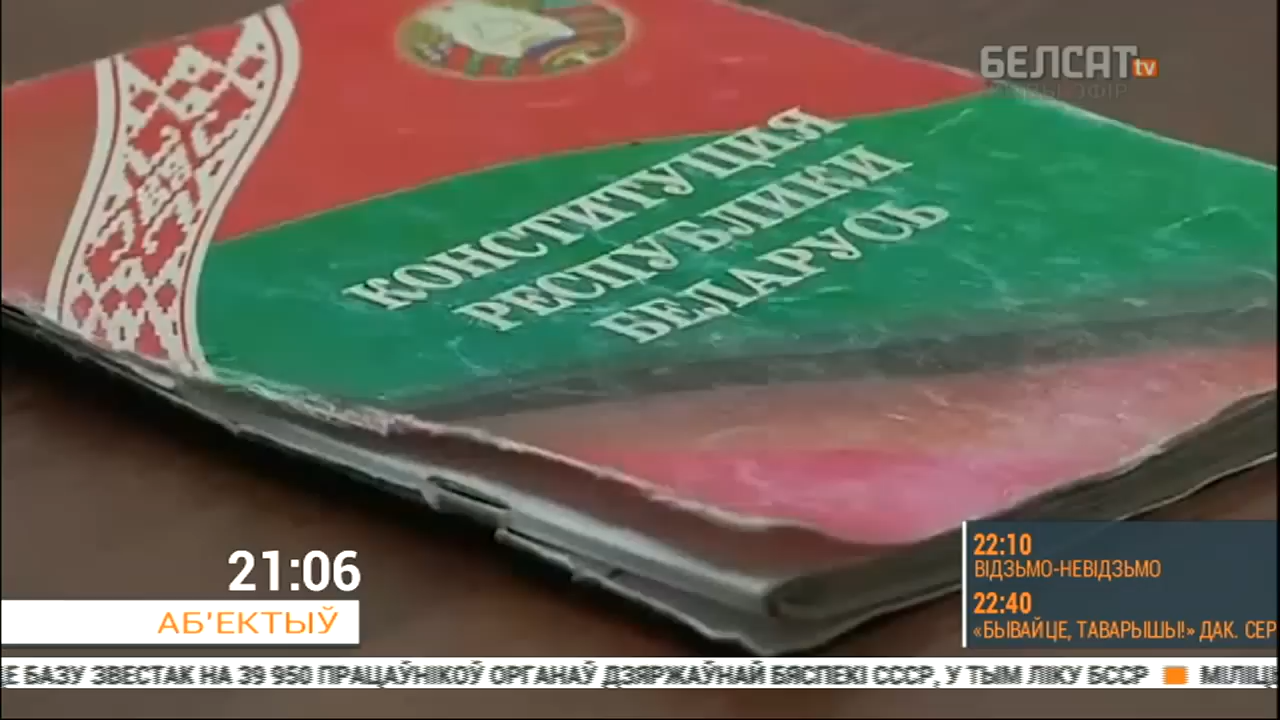 БЕЛСАТ tv
КОНСТИТУЦИЯ
РЕСПУБЛИКИ
БЕЛАРУСЬ
21:06
АБ'ЕКТЫЎ
22:10
ВІДЗЬМО-НЕВІДЗЬМО
22:40
«БЫВАЙЦЕ, ТАВАРЫШЫ!» ДАК. СЕР
Е БАЗУ ЗВЕСТАК НА 39 950 ПРАЦАЎНІКОЎ ОРГАНАЎ ДЗЯРЖАЎНАЙ БЯСПЕКІ СССР, У ТЫМ ЛІКУ БССР МІЛІЦ